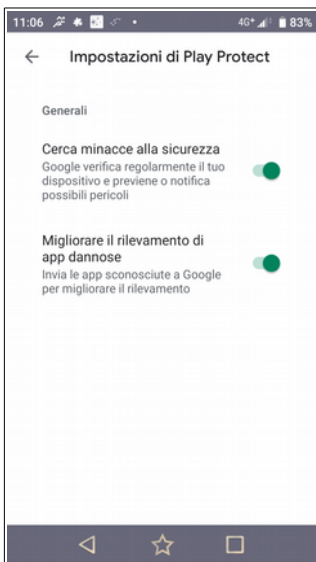 11:06 4G+ 83%
Impostazioni di Play Protect
Generali
Cerca minacce alla sicurezza
Google verifica regolarmente il tuo
dispositivo e previene o notifica
possibili pericoli
Migliorare il rilevamento di
app dannose
Invia le app sconosciute a Google
per migliorare il rilevamento